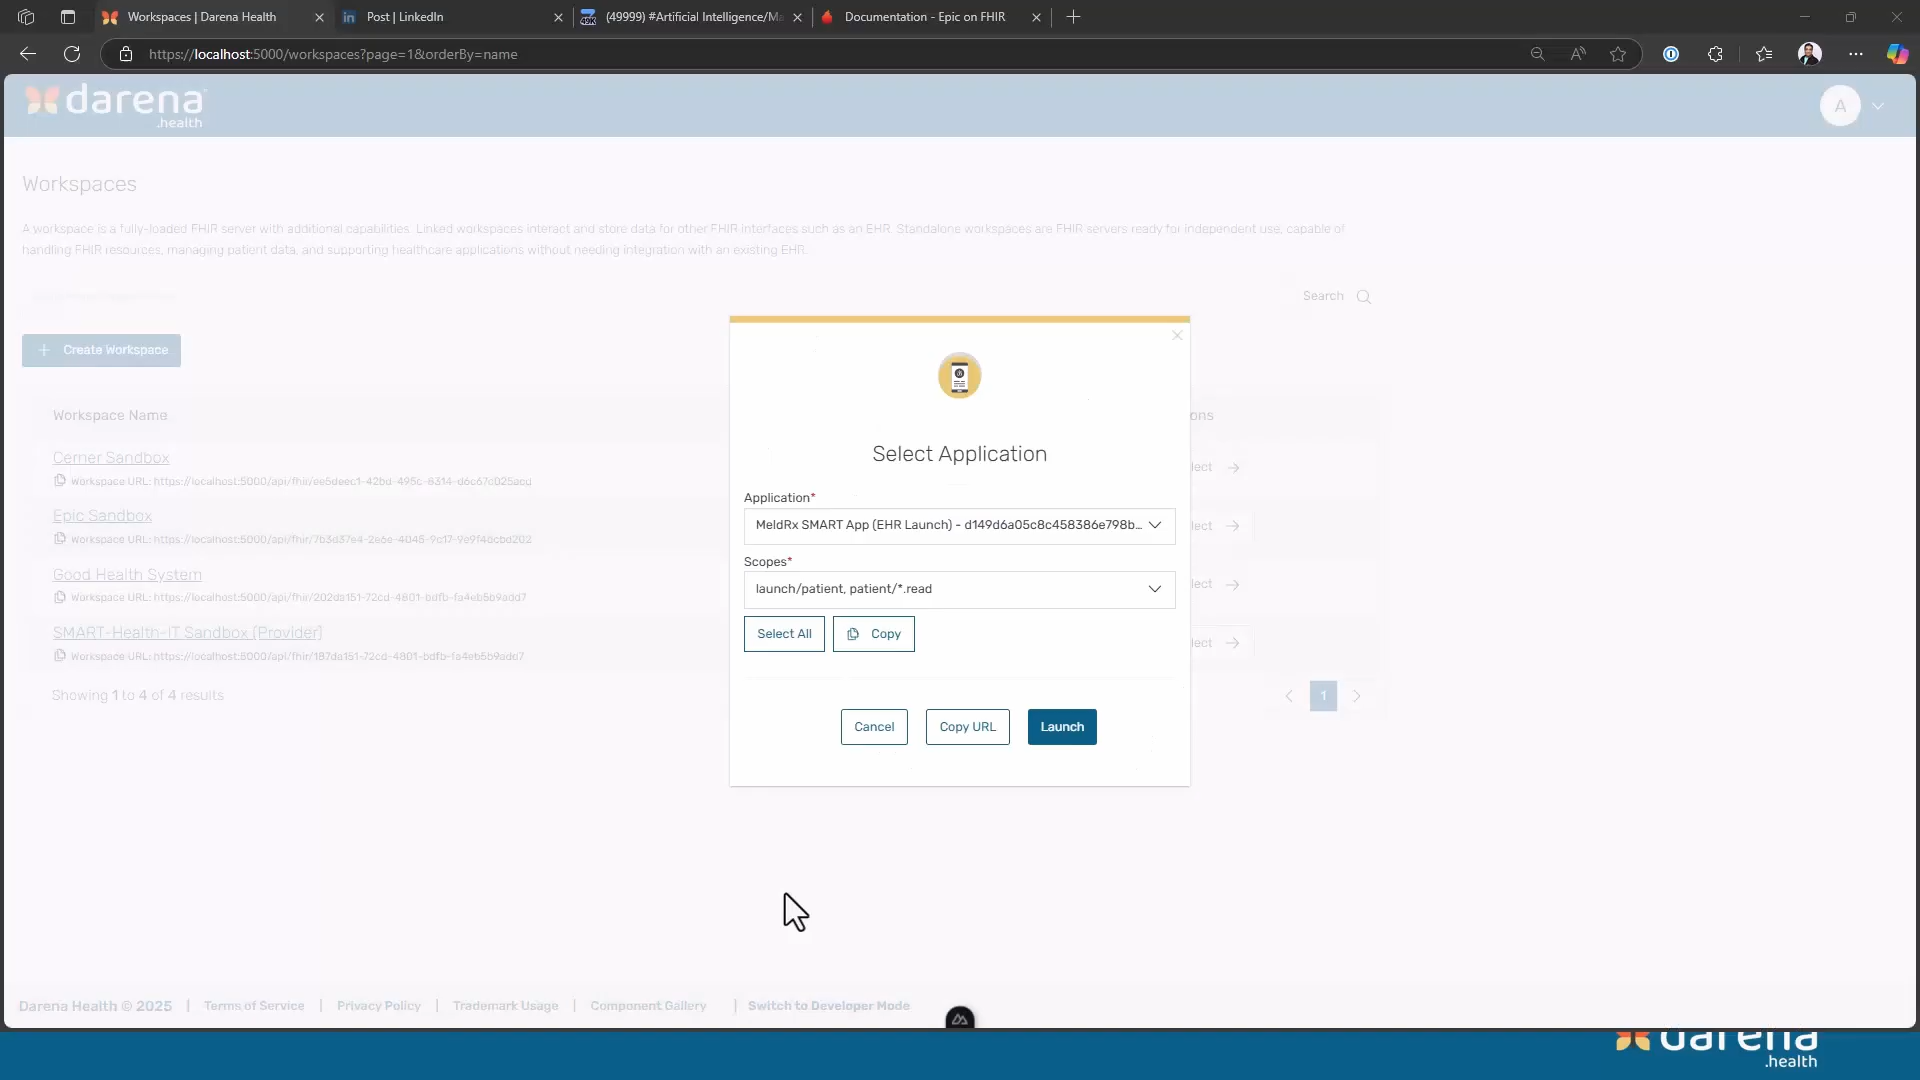 Workspaces | Darena Health
Post | LinkedIn
(49999) #Artificial Intelligence/Ma
Documentation - Epic on FHIR
https://localhost:5000/workspaces?page=1&orderBy=name
darena
.health
A
Workspaces
A workspace is a fully-loaded FHIR server with additional capabilities. Linked workspaces interact and store data for other FHIR interfaces such as an EHR. Standalone workspaces are FHIR servers ready for independent use, capable of
handling FHIR resources, managing patient data, and supporting healthcare applications without needing integration with an existing EHR.
Search
Create Workspace
Workspace Name
ons
Cerner Sandbox
lect
Epic Sandbox
lect
Good Health System
lect
SMART-Health-IT Sandbox (Provider)
lect
Showing 1 to 4 of 4 results
1
Select Application
Application*
MeldRx SMART App (EHR Launch) - d149d6a05c8c458386e798b...
Scopes*
launch/patient, patient/*.read
Select All
Copy
Cancel
Copy URL
Launch
Darena Health © 2025 | Terms of Service | Privacy Policy | Trademark Usage | Component Gallery | Switch to Developer Mode
darena
.health